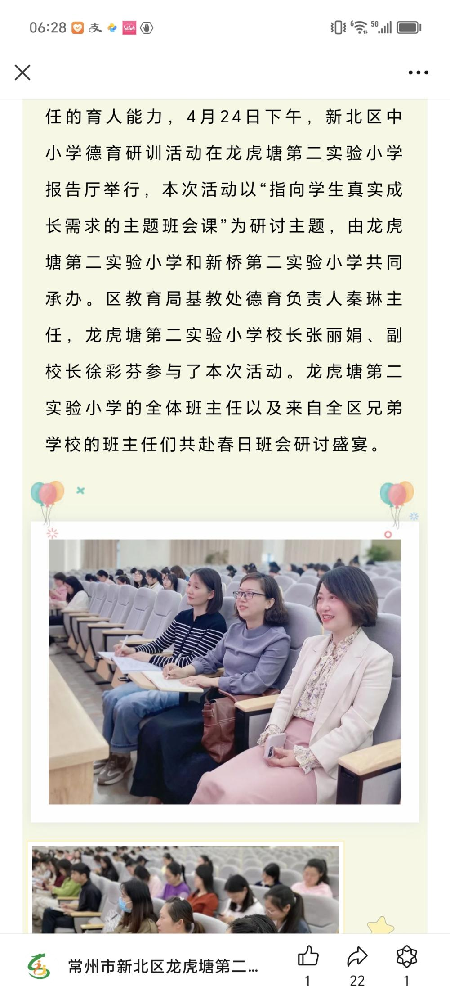 06:28
支
bilibili
6
5G
任的育人能力，4月24日下午，新北区中
小学德育研训活动在龙虎塘第二实验小学
报告厅举行，本次活动以“指向学生真实成
长需求的主题班会课”为研讨主题，由龙虎
塘第二实验小学和新桥第二实验小学共同
承办。区教育局基教处德育负责人秦琳主
任，龙虎塘第二实验小学校长张丽娟、副
校长徐彩芬参与了本次活动。龙虎塘第二
实验小学的全体班主任以及来自全区兄弟
学校的班主任们共赴春日班会研讨盛宴。
常州市新北区龙虎塘第二...
1
22
1